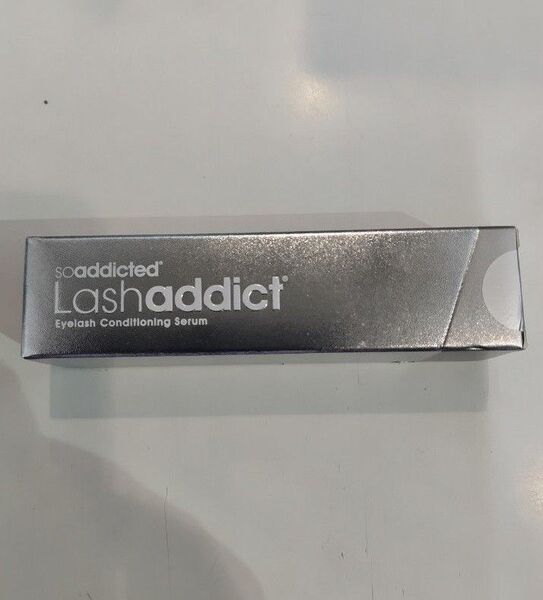 soaddicted®
Lashaddict®
Eyelash Conditioning Serum